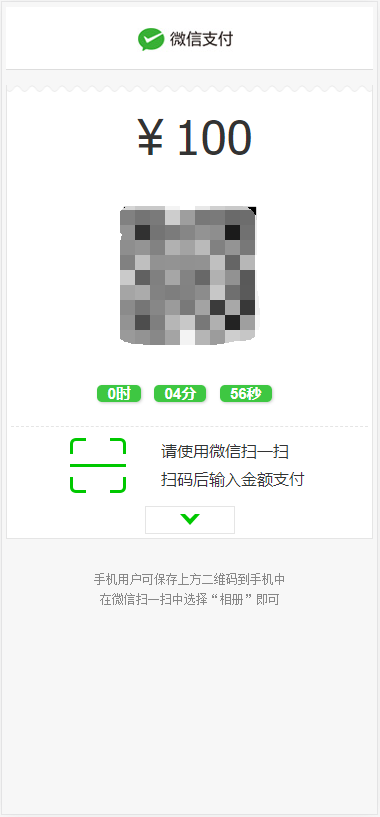 微信支付
¥ 100
0时 04分 56秒
请使用微信扫一扫
扫码后输入金额支付
手机用户可保存上方二维码到手机中
在微信扫一扫中选择“相册”即可